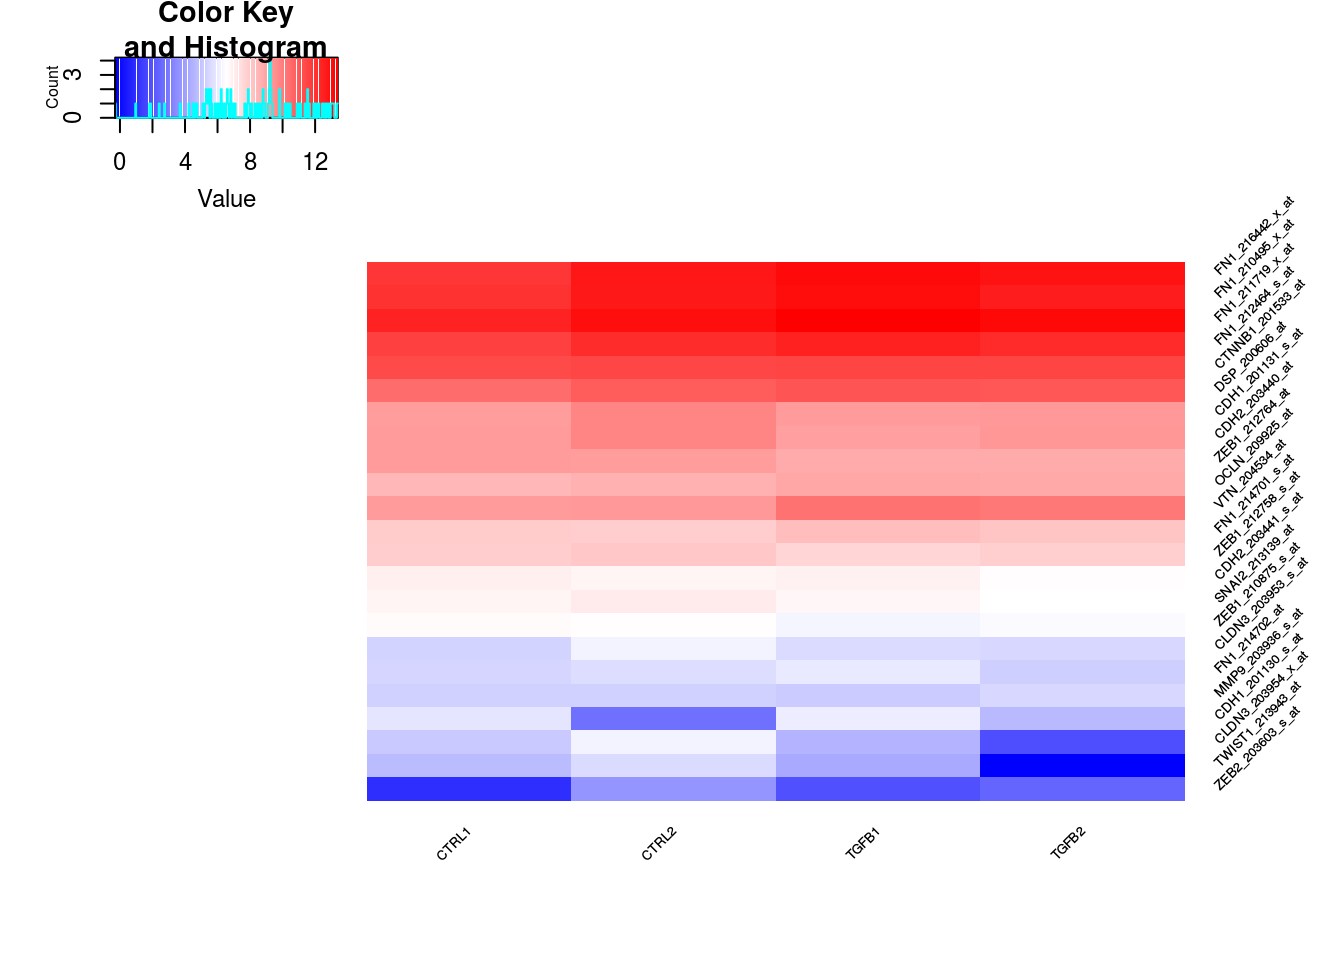 Color Key
and Histogram
Count
0 3
0 4 8 12
Value
FN1_216442_x_at
FN1_210495_x_at
FN1_211719_x_at
FN1_212464_s_at
CTNNB1_201533_at
DSP_200606_at
CDH1_201131_s_at
CDH2_203440_at
ZEB1_212764_at
OCLN_209925_at
VTN_204534_at
FN1_214701_s_at
ZEB1_212758_s_at
CDH2_203441_s_at
SNAI2_213139_at
ZEB1_210875_s_at
CLDN3_203953_s_at
FN1_214702_at
MMP9_203936_s_at
CDH1_201130_s_at
CLDN3_203954_x_at
TWIST1_213943_at
ZEB2_203603_s_at
CTRL1 CTRL2 TGFB1 TGFB2